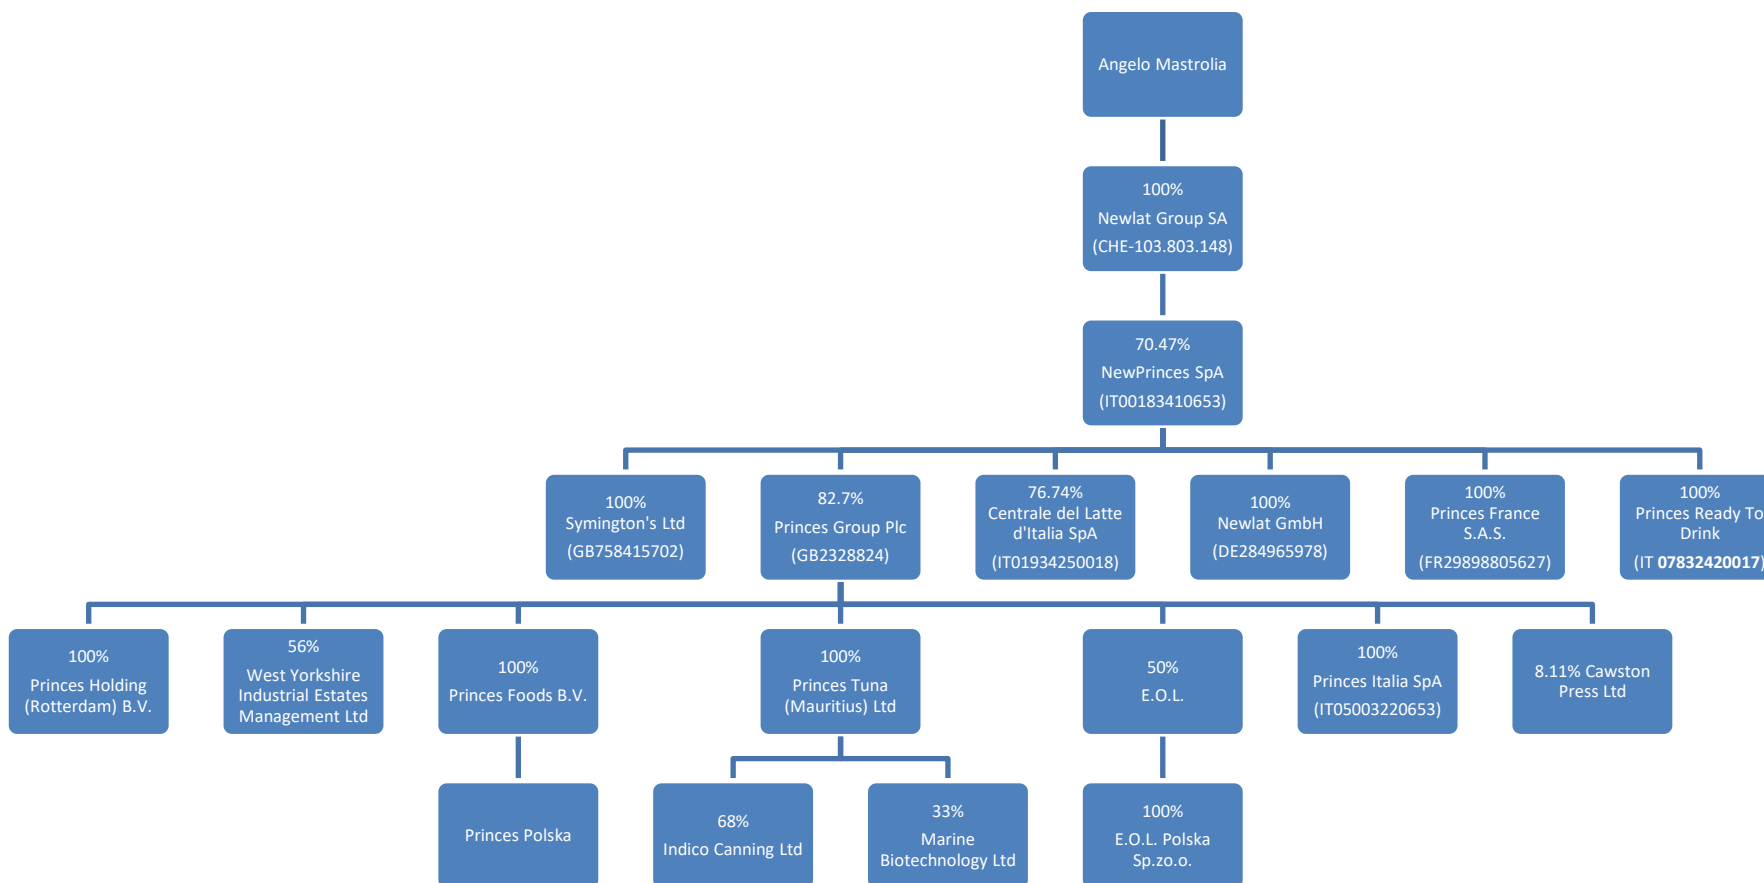 Angelo Mastrolia
100%
Newlat Group SA
(CHE-103.803.148)
70.47%
NewPrinces SpA
(IT00183410653)
100%
Symington's Ltd
(GB758415702)
82.7%
Princes Group Plc
(GB2328824)
76.74%
Centrale del Latte
d'Italia SpA
(IT01934250018)
100%
Newlat GmbH
(DE284965978)
100%
Princes France
S.A.S.
(FR29898805627)
100%
Princes Ready To
Drink
(IT 07832420017)
100%
Princes Holding
(Rotterdam) B.V.
56%
West Yorkshire
Industrial Estates
Management Ltd
100%
Princes Foods B.V.
100%
Princes Tuna
(Mauritius) Ltd
50%
E.O.L.
100%
Princes Italia SpA
(IT05003220653)
8.11% Cawston
Press Ltd
Princes Polska
68%
Indico Canning Ltd
33%
Marine
Biotechnology Ltd
100%
E.O.L. Polska
Sp.zo.o.